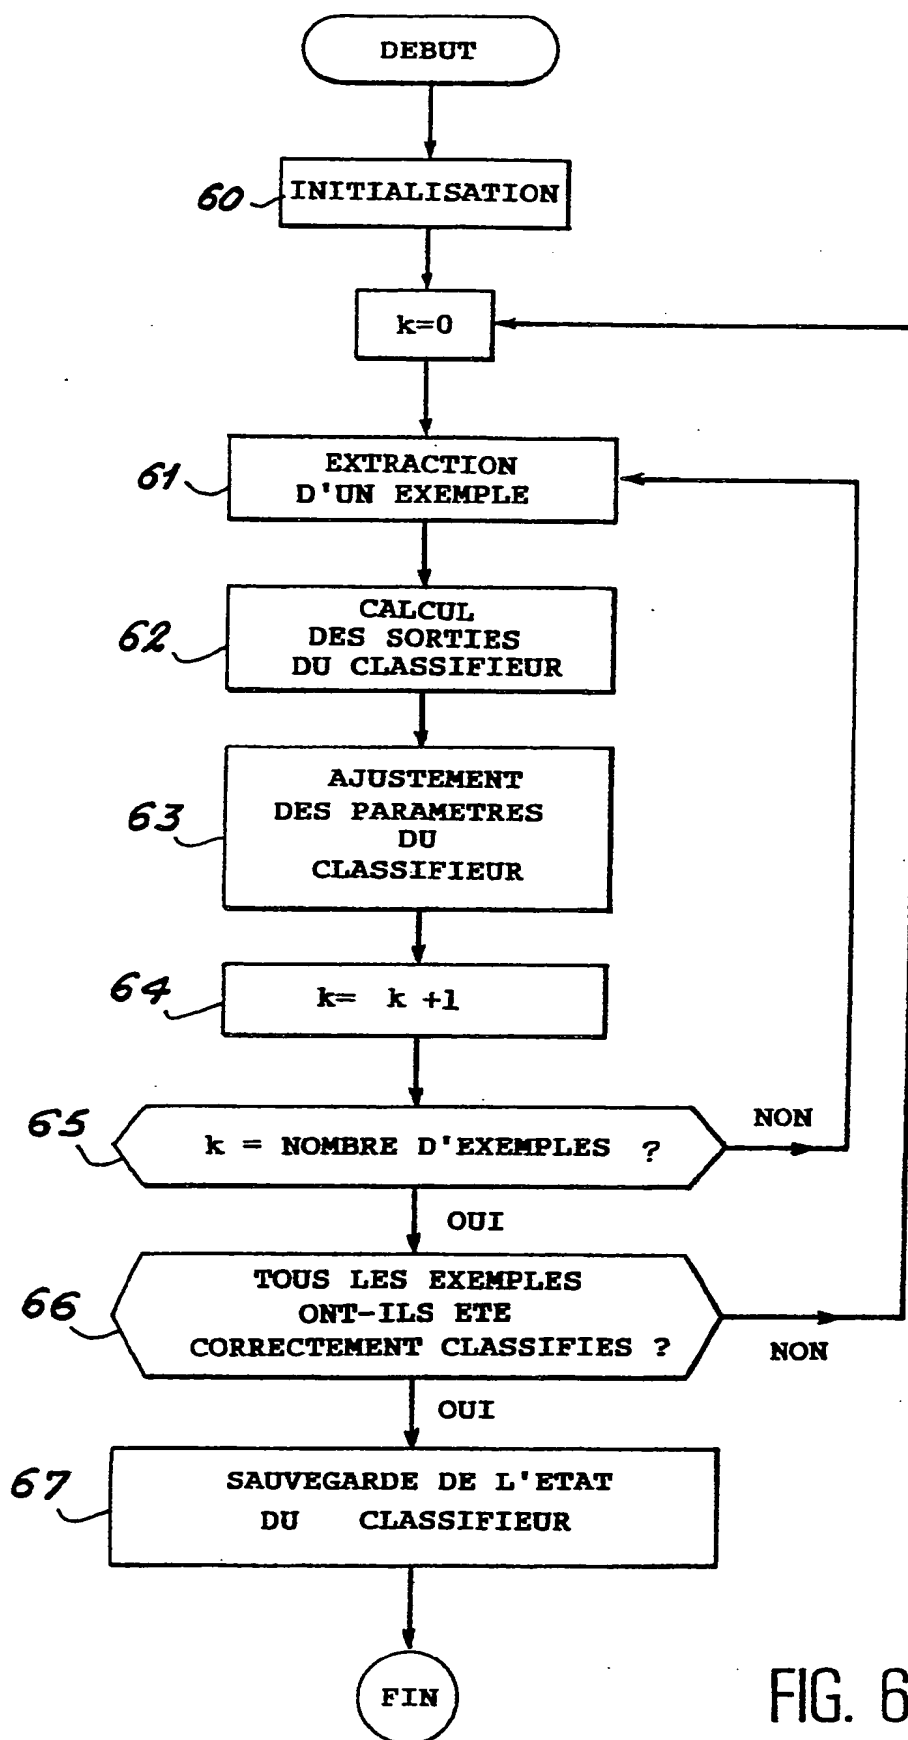 DEBUT
60
INITIALISATION
k=0
61
EXTRACTION
D'UN EXEMPLE
62
CALCUL
DES SORTIES
DU CLASSIFIEUR
63
AJUSTEMENT
DES PARAMETRES
DU
CLASSIFIEUR
64
k= k +1
65
k = NOMBRE D'EXEMPLES ?
NON
OUI
66
TOUS LES EXEMPLES
ONT-ILS ETE
CORRECTEMENT CLASSIFIES ?
NON
OUI
67
SAUVEGARDE DE L'ETAT
DU CLASSIFIEUR
FIN
FIG. 6